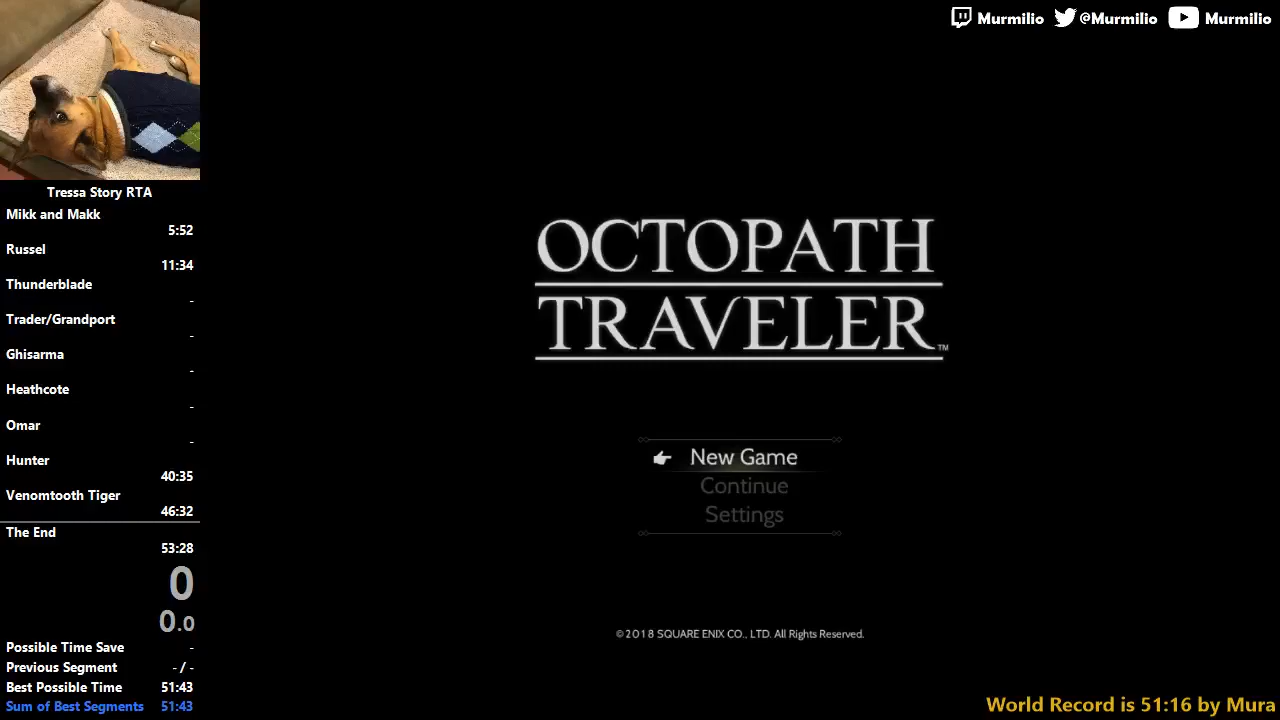 Murmilio @Murmilio Murmilio
Tressa Story RTA
Mikk and Makk
5:52
Russel
11:34
Thunderblade
-
Trader/Grandport
-
Ghisarma
-
Heathcote
-
Omar
-
Hunter
40:35
Venomtooth Tiger
46:32
The End
53:28
0
0.0
Possible Time Save -
Previous Segment - / -
Best Possible Time 51:43
Sum of Best Segments 51:43
OCTOPATH
TRAVELER™
New Game
Continue
Settings
©2018 SQUARE ENIX CO., LTD. All Rights Reserved.
World Record is 51:16 by Mura